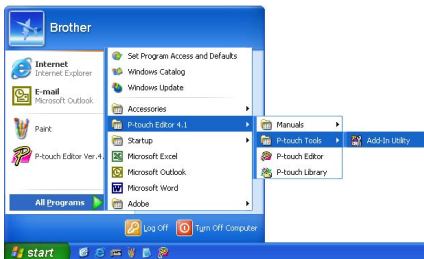 Brother
Internet
Internet Explorer
E-mail
Microsoft Outlook
Paint
P-touch Editor Ver.4.
All Programs
Set Program Access and Defaults
Windows Catalog
Windows Update
Accessories
P-touch Editor 4.1
Startup
Microsoft Excel
Microsoft Outlook
Microsoft Word
Adobe
Manuals
P-touch Tools
P-touch Editor
P-touch Library
Add-In Utility
Log Off
Turn Off Computer
start